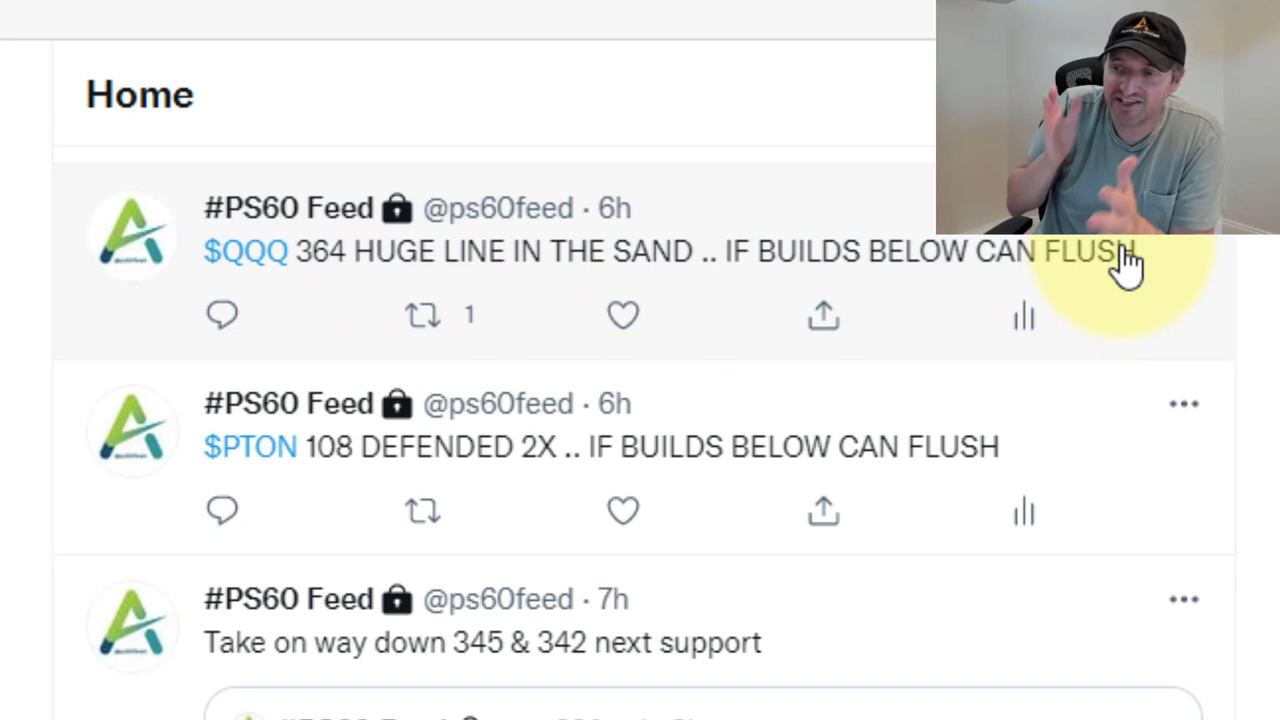 Home
#PS60 Feed @ps60feed · 6h
$QQQ 364 HUGE LINE IN THE SAND .. IF BUILDS BELOW CAN FLUSH
1
#PS60 Feed @ps60feed · 6h
$PTON 108 DEFENDED 2X .. IF BUILDS BELOW CAN FLUSH
#PS60 Feed @ps60feed · 7h
Take on way down 345 & 342 next support